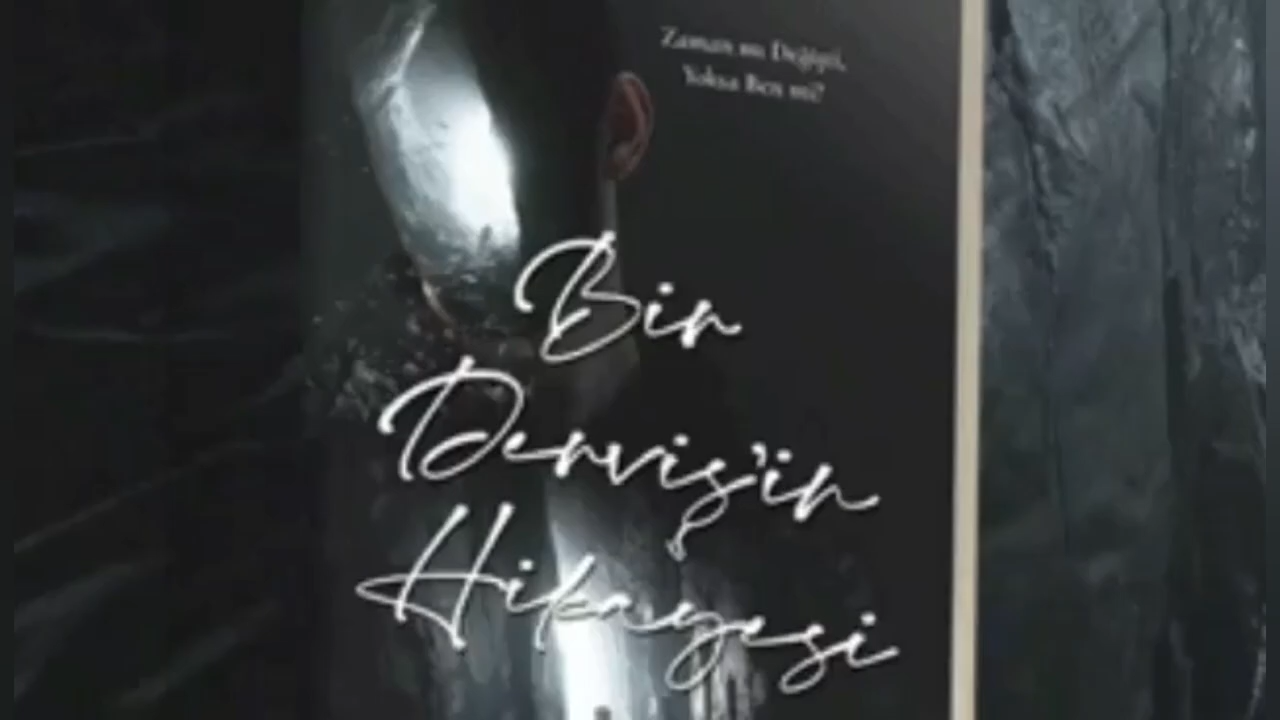 Zaman mı Değişti,
Yoksa Ben mi?
Bir
Derviş'in
Hikayesi